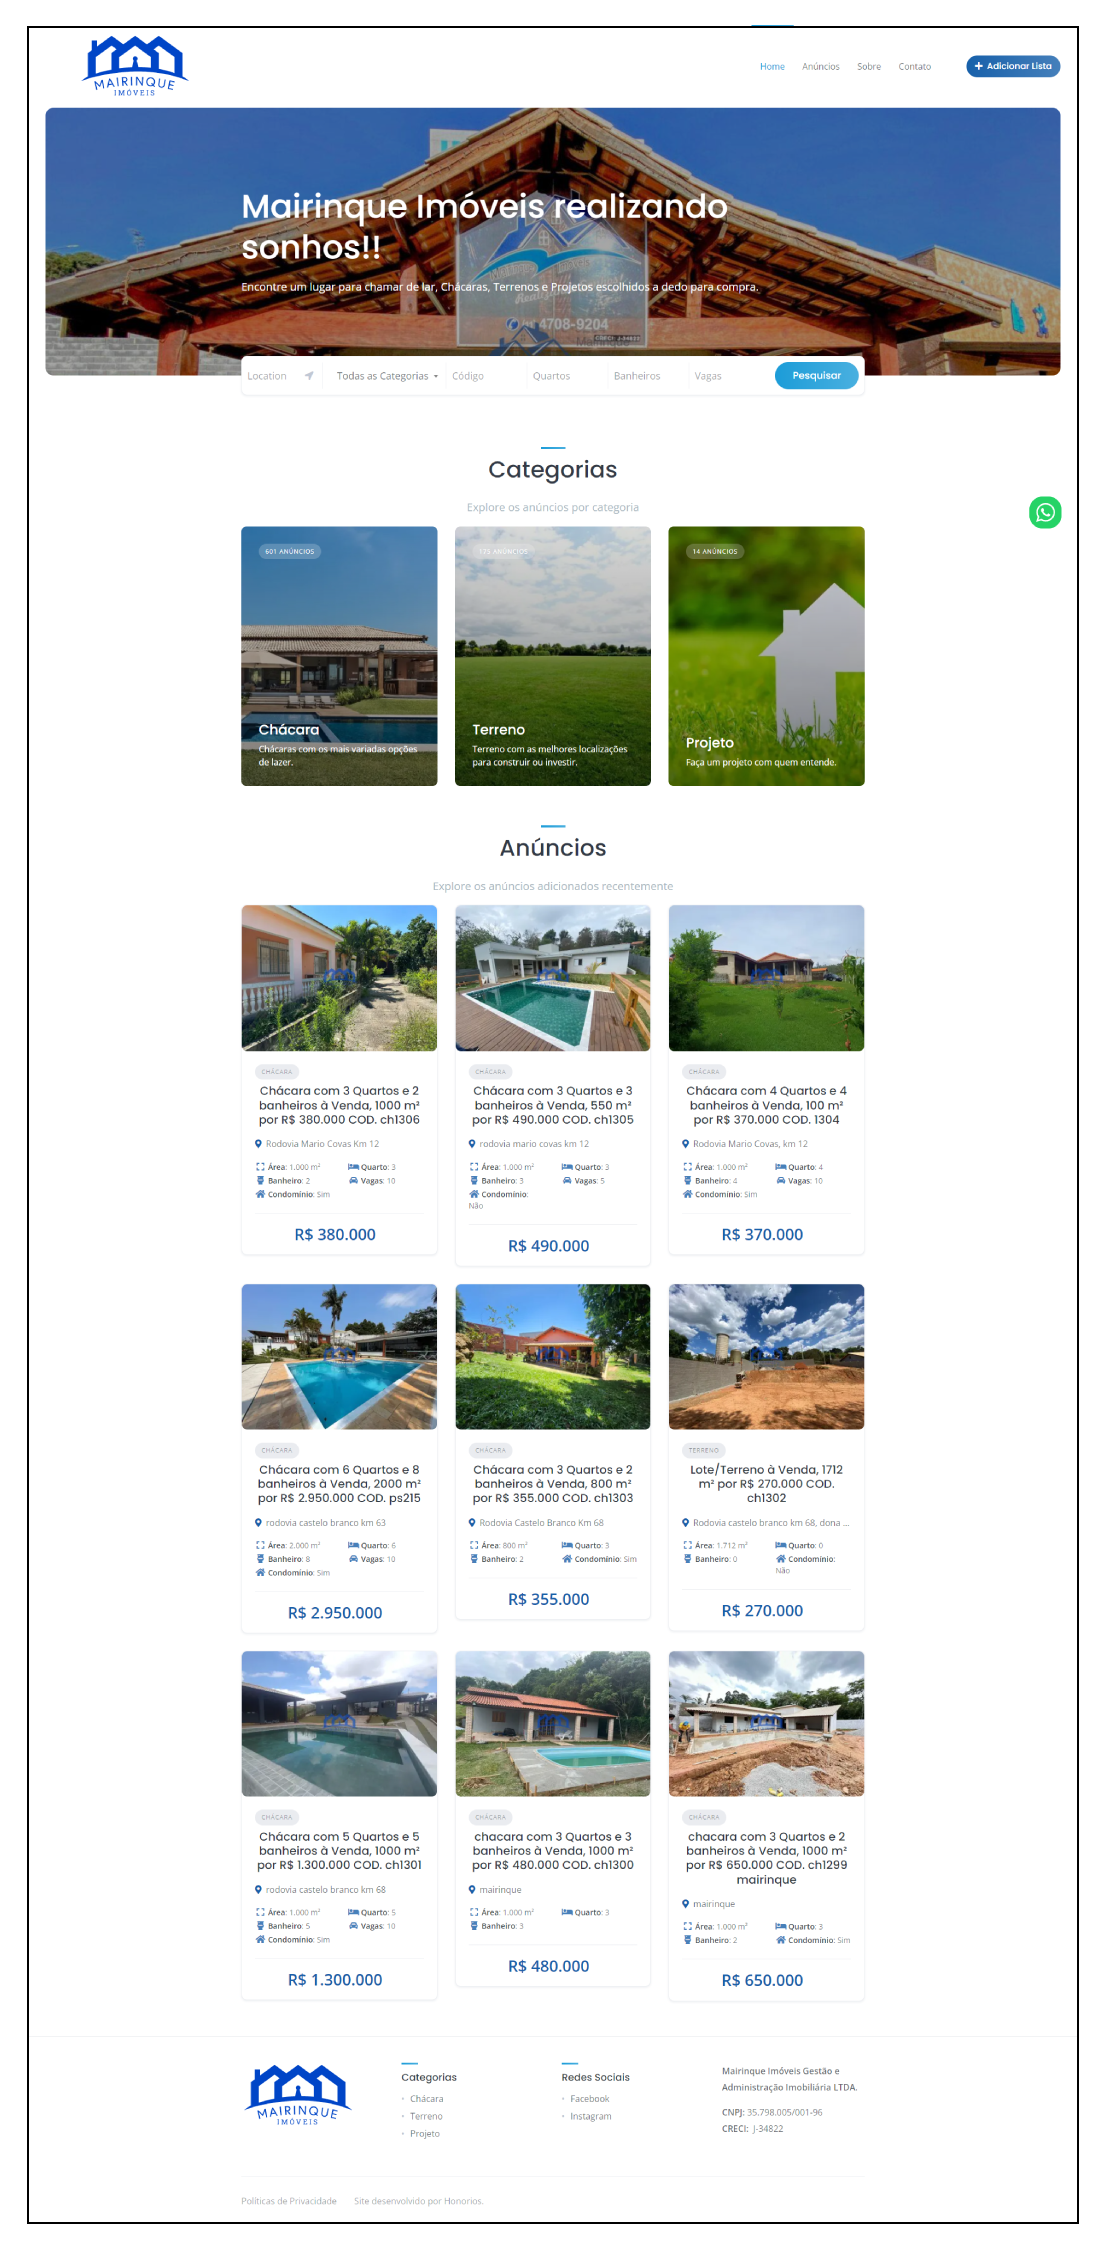 MAIRINQUE
IMÓVEIS
Home Anúncios Sobre Contato
Adicionar Lista
Mairinque Imóveis realizando
sonhos!!
Encontre um lugar para chamar de lar, Chácaras, Terrenos e Projetos escolhidos a dedo para compra.
4708-9204
Location Todas as Categorias Código Quartos Banheiros Vagas Pesquisar
Categorias
Explore os anúncios por categoria
601 ANÚNCIOS
Chácara
Chácaras com os mais variadas opções
de lazer.
ANÚNCIOS
Terreno
Terreno com as melhores localizações
para construir ou investir.
14 ANÚNCIOS
Projeto
Faça um projeto com quem entende.
Anúncios
Explore os anúncios adicionados recentemente
CHÁCARA
Chácara com 3 Quartos e 2
banheiros à Venda, 1000 m²
por R$ 380.000 COD. ch1306
Rodovia Mario Covas Km 12
Área: 1.000 m² Quarto: 3
Banheiro: 2 Vagas: 10
Condomínio: Sim
R$ 380.000
CHÁCARA
Chácara com 3 Quartos e 3
banheiros à Venda, 550 m²
por R$ 490.000 COD. ch1305
rodovia mario covas km 12
Área: 1.000 m² Quarto: 3
Banheiro: 3 Vagas: 5
Condomínio:
Não
R$ 490.000
CHÁCARA
Chácara com 4 Quartos e 4
banheiros à Venda, 100 m²
por R$ 370.000 COD. 1304
Rodovia Mario Covas, km 12
Área: 1.000 m² Quarto: 4
Banheiro: 4 Vagas: 10
Condomínio: Sim
R$ 370.000
CHÁCARA
Chácara com 6 Quartos e 8
banheiros à Venda, 2000 m²
por R$ 2.950.000 COD. ps215
rodovia castelo branco km 63
Área: 2.000 m² Quarto: 6
Banheiro: 8 Vagas: 10
Condomínio: Sim
R$ 2.950.000
CHÁCARA
Chácara com 3 Quartos e 2
banheiros à Venda, 800 m²
por R$ 355.000 COD. ch1303
Rodovia Castelo Branco Km 68
Área: 800 m² Quarto: 3
Banheiro: 2 Condomínio: Sim
R$ 355.000
TERRENO
Lote/Terreno à Venda, 1712
m² por R$ 270.000 COD.
ch1302
Rodovia castelo branco km 68, dona ...
Área: 1.712 m² Quarto: 0
Banheiro: 0 Condomínio:
Não
R$ 270.000
CHÁCARA
Chácara com 5 Quartos e 5
banheiros à Venda, 1000 m²
por R$ 1.300.000 COD. ch1301
rodovia castelo branco km 68
Área: 1.000 m² Quarto: 5
Banheiro: 5 Vagas: 10
Condomínio: Sim
R$ 1.300.000
CHÁCARA
chacara com 3 Quartos e 3
banheiros à Venda, 1000 m²
por R$ 480.000 COD. ch1300
mairinque
Área: 1.000 m² Quarto: 3
Banheiro: 3
R$ 480.000
CHÁCARA
chacara com 3 Quartos e 2
banheiros à Venda, 1000 m²
por R$ 650.000 COD. ch1299
mairinque
mairinque
Área: 1.000 m² Quarto: 3
Banheiro: 2 Condomínio: Sim
R$ 650.000
MAIRINQUE
IMÓVEIS
Categorias
Chácara
Terreno
Projeto
Redes Sociais
Facebook
Instagram
Mairinque Imóveis Gestão e
Administração Imobiliária LTDA.
CNPJ: 35.798.005/001-96
CRECI: J-34822
Políticas de Privacidade Site desenvolvido por Honorios.